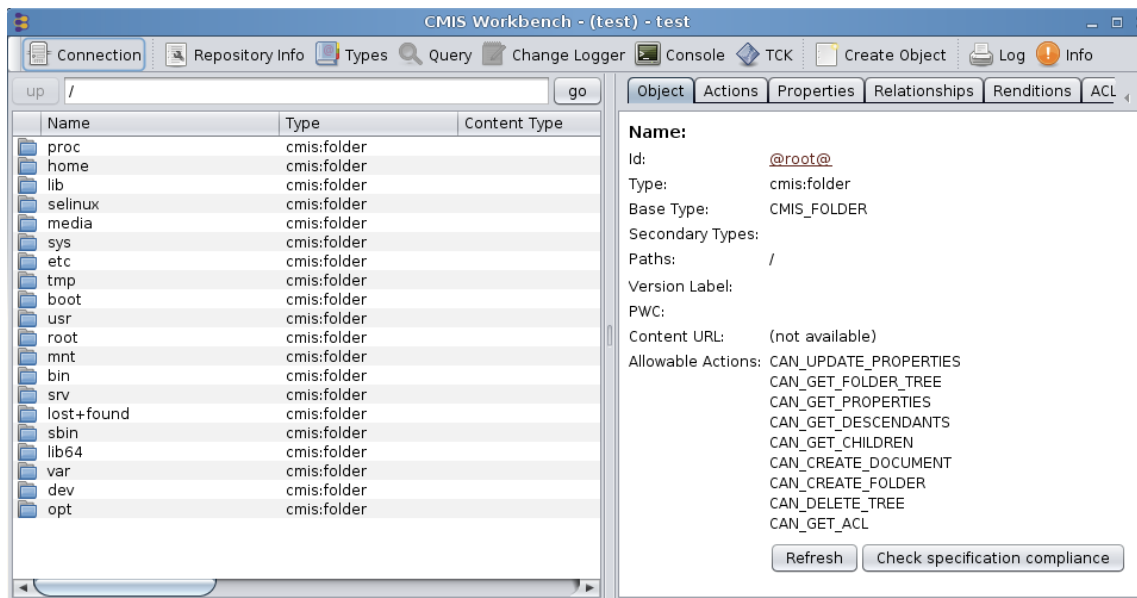 CMIS Workbench - (test) - test
Connection Repository Info Types Query Change Logger Console TCK Create Object Log Info
up / go
Name Type Content Type
proc cmis:folder
home cmis:folder
lib cmis:folder
selinux cmis:folder
media cmis:folder
sys cmis:folder
etc cmis:folder
tmp cmis:folder
boot cmis:folder
usr cmis:folder
root cmis:folder
mnt cmis:folder
bin cmis:folder
srv cmis:folder
lost+found cmis:folder
sbin cmis:folder
lib64 cmis:folder
var cmis:folder
dev cmis:folder
opt cmis:folder
Object Actions Properties Relationships Renditions ACL
Name:
Id: @root@
Type: cmis:folder
Base Type: CMIS_FOLDER
Secondary Types:
Paths: /
Version Label:
PWC:
Content URL: (not available)
Allowable Actions: CAN_UPDATE_PROPERTIES
CAN_GET_FOLDER_TREE
CAN_GET_PROPERTIES
CAN_GET_DESCENDANTS
CAN_GET_CHILDREN
CAN_CREATE_DOCUMENT
CAN_CREATE_FOLDER
CAN_DELETE_TREE
CAN_GET_ACL
Refresh Check specification compliance